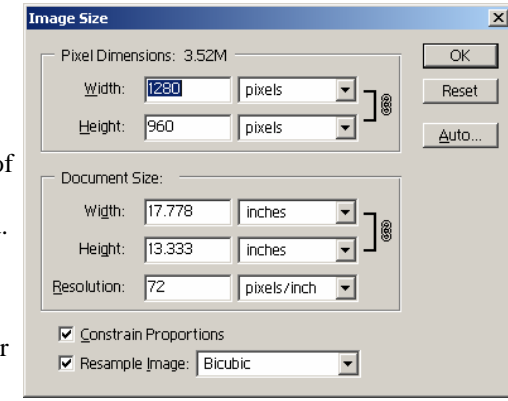 Image Size
Pixel Dimensions: 3.52M
OK
Width: 1280 pixels
Reset
Height: 960 pixels
Auto...
of
Document Size:
Width: 17.778 inches
Height: 13.333 inches
Resolution: 72 pixels/inch
Constrain Proportions
Resample Image: Bicubic